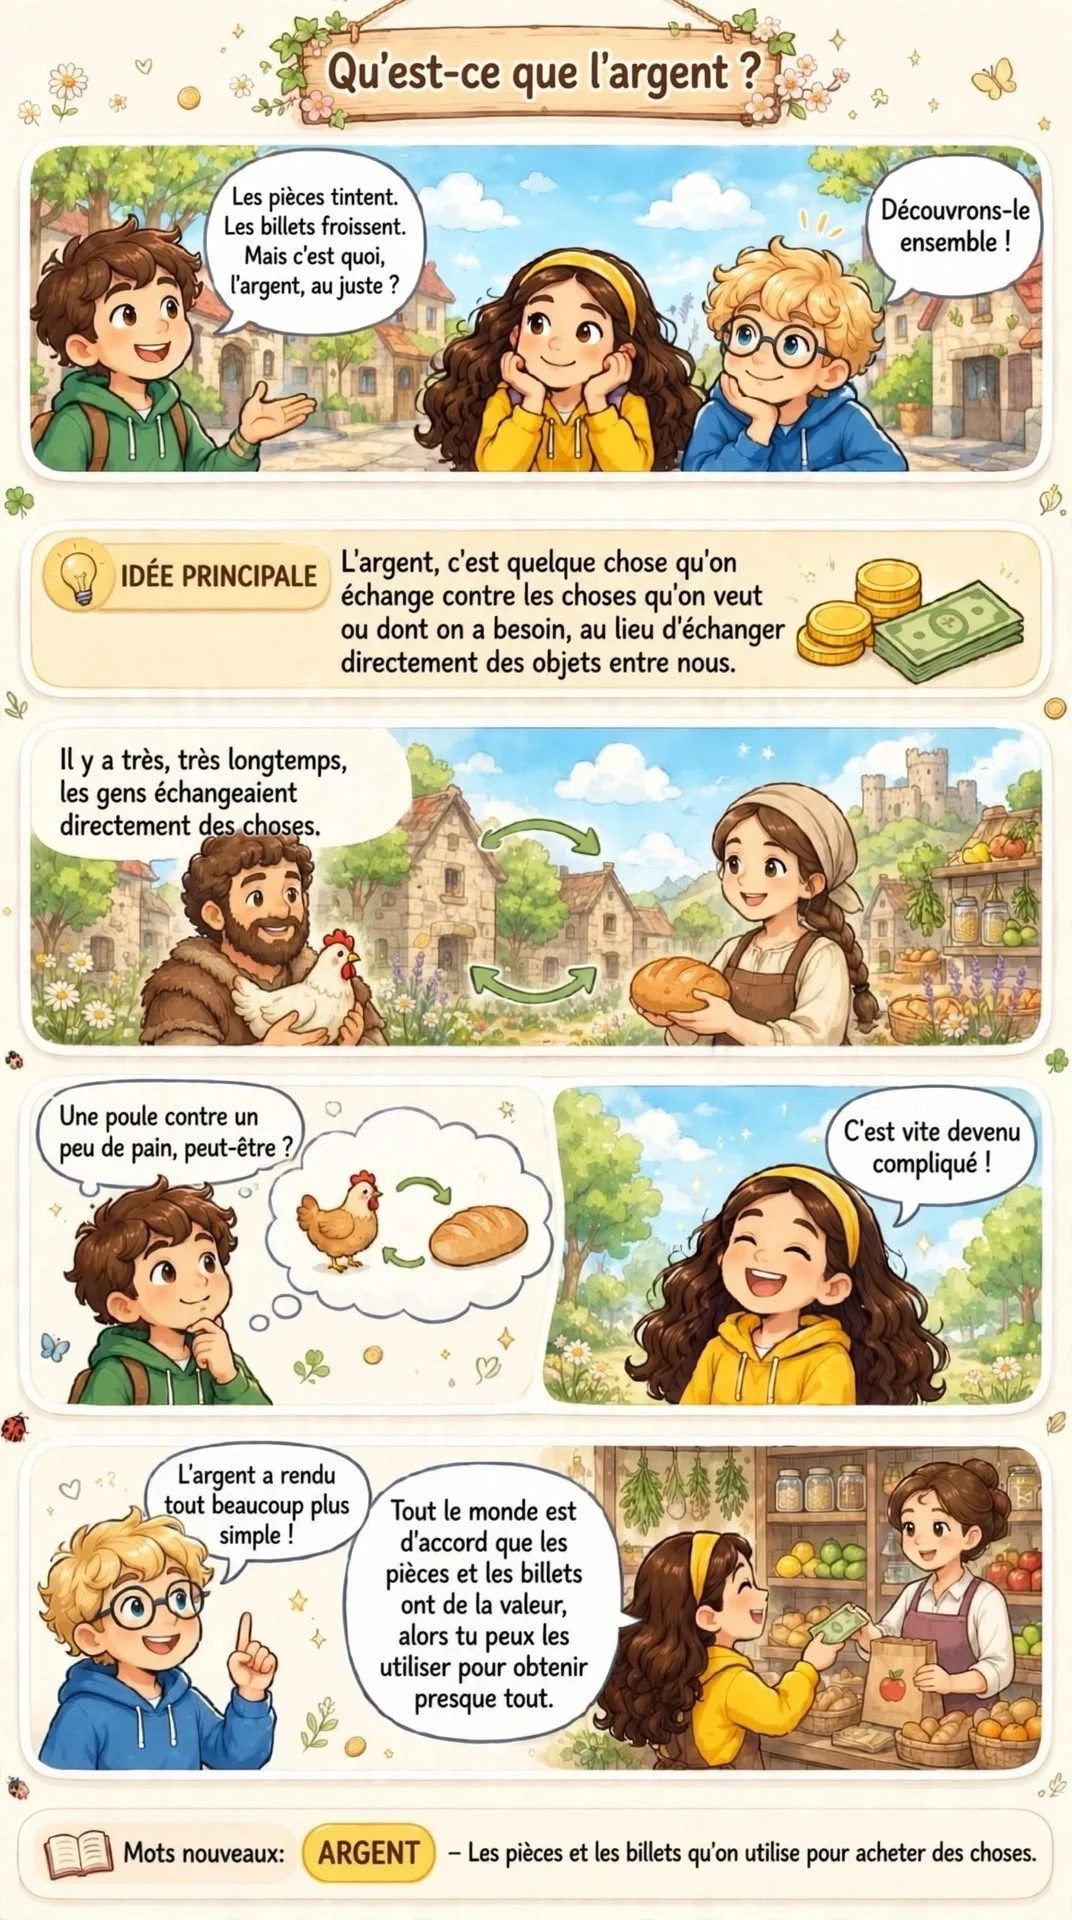 Qu'est-ce que l'argent ?
Les pièces tintent.
Les billets froissent.
Mais c'est quoi,
l'argent, au juste ?
Découvrons-le
ensemble !
IDÉE PRINCIPALE
L'argent, c'est quelque chose qu'on
échange contre les choses qu'on veut
ou dont on a besoin, au lieu d'échanger
directement des objets entre nous.
Il y a très, très longtemps,
les gens échangeaient
directement des choses.
Une poule contre un
peu de pain, peut-être ?
C'est vite devenu
compliqué !
L'argent a rendu
tout beaucoup plus
simple !
Tout le monde est
d'accord que les
pièces et les billets
ont de la valeur,
alors tu peux les
utiliser pour obtenir
presque tout.
Mots nouveaux: ARGENT – Les pièces et les billets qu'on utilise pour acheter des choses.